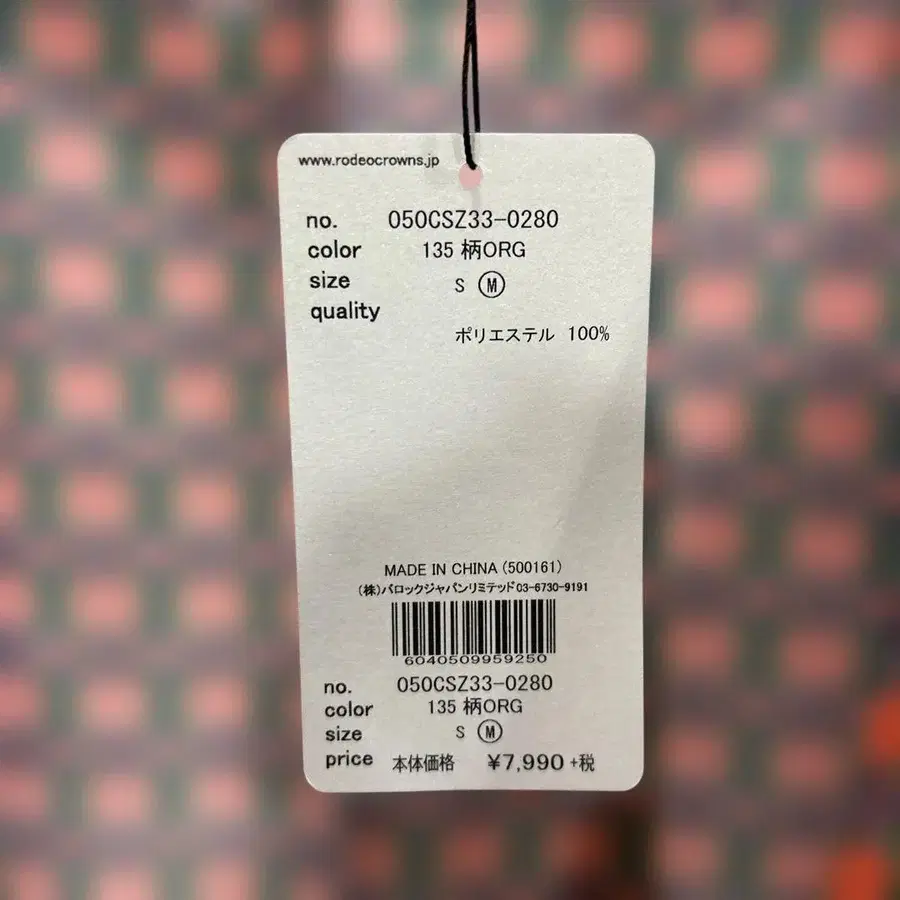 www.rodeocrowns.jp
no. 050CSZ33-0280
color 135 柄ORG
size S Ⓜ
quality
ポリエステル 100%
MADE IN CHINA (500161)
(株)バロックジャパンリミテッド 03-6730-9191
6040509959250
no. 050CSZ33-0280
color 135 柄ORG
size S Ⓜ
price 本体価格 ¥7,990 +税